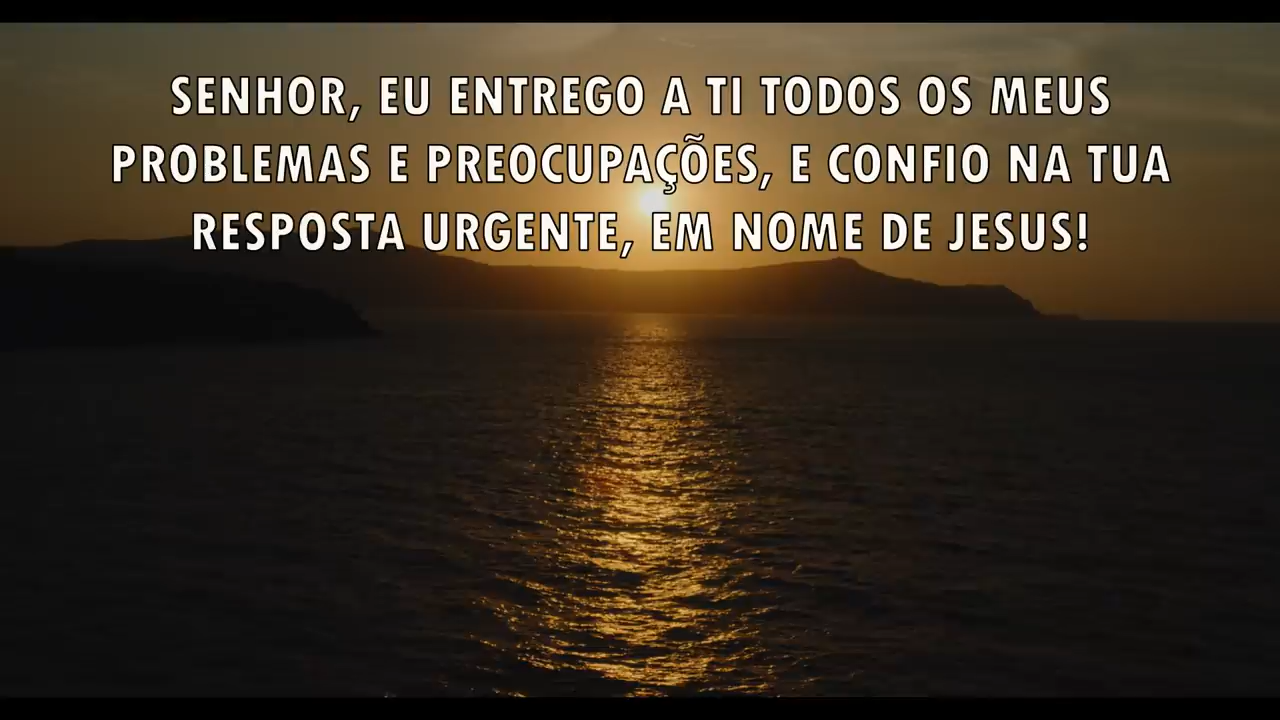 SENHOR, EU ENTREGO A TI TODOS OS MEUS
PROBLEMAS E PREOCUPAÇÕES, E CONFIO NA TUA
RESPOSTA URGENTE, EM NOME DE JESUS!